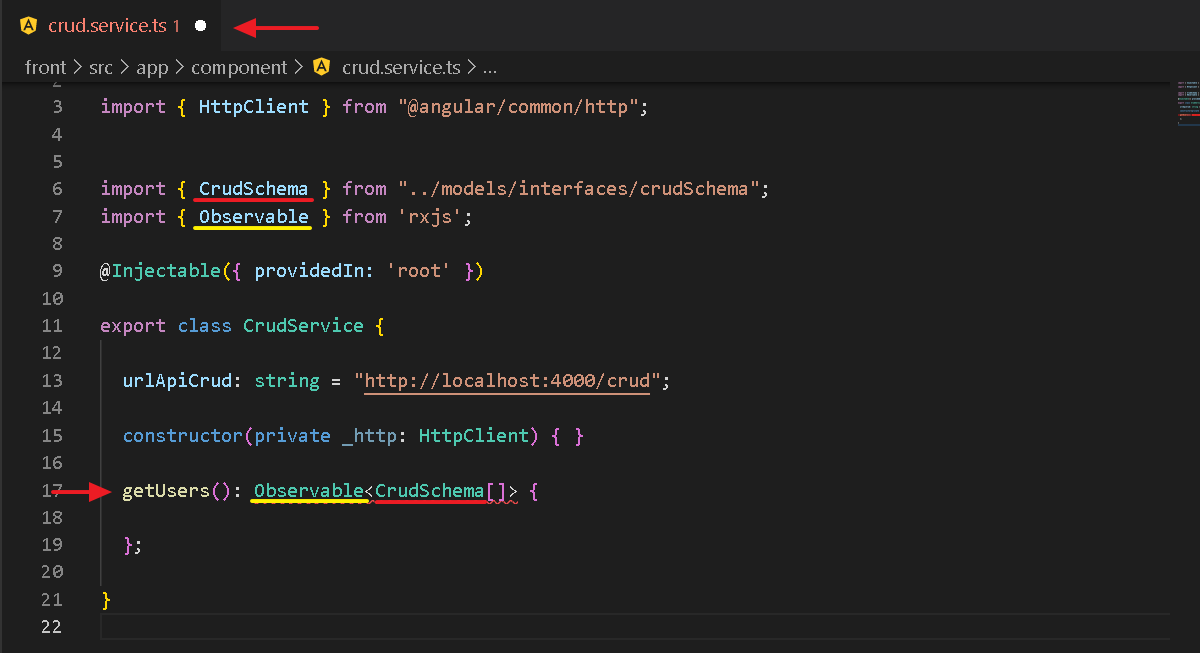 crud.service.ts 1
front > src > app > component > crud.service.ts > ...
2
3 import { HttpClient } from "@angular/common/http";
4
5
6 import { CrudSchema } from "../models/interfaces/crudSchema";
7 import { Observable } from 'rxjs';
8
9 @Injectable({ providedIn: 'root' })
10
11 export class CrudService {
12
13 urlApiCrud: string = "http://localhost:4000/crud";
14
15 constructor(private _http: HttpClient) { }
16
17 getUsers(): Observable<CrudSchema[]> {
18
19 };
20
21 }
22